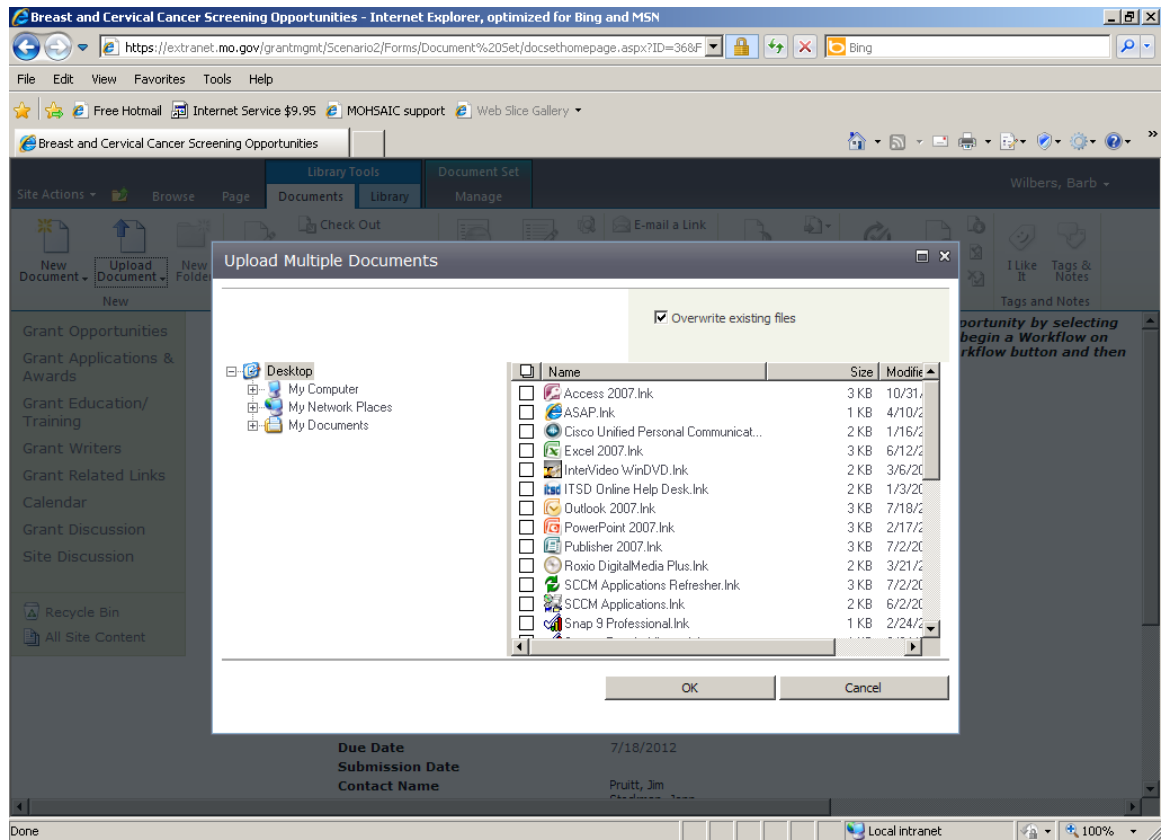 Breast and Cervical Cancer Screening Opportunities - Internet Explorer, optimized for Bing and MSN
https://extranet.mo.gov/grantmgmt/Scenario2/Forms/Document%20Set/docsethomepage.aspx?ID=36&F
Bing
File Edit View Favorites Tools Help
Free Hotmail Internet Service $9.95 MOHSAIC support Web Slice Gallery
Breast and Cervical Cancer Screening Opportunities
Library Tools Document Set
Site Actions Browse Page Documents Library Manage Wilbers, Barb
Check Out E-mail a Link
New Document Upload Document New Folder I Like It Tags & Notes
New Tags and Notes
Upload Multiple Documents
Overwrite existing files
Grant Opportunities
Grant Applications & Awards
Grant Education/ Training
Grant Writers
Grant Related Links
Calendar
Grant Discussion
Site Discussion
Recycle Bin
All Site Content
portunity by selecting
begin a Workflow on
rkflow button and then
Desktop
My Computer
My Network Places
My Documents
Name Size Modifie
Access 2007.lnk 3 KB 10/31/
ASAP.lnk 1 KB 4/10/2
Cisco Unified Personal Communicat... 2 KB 1/16/2
Excel 2007.lnk 3 KB 6/12/2
InterVideo WinDVD.lnk 2 KB 3/6/20
ITSD Online Help Desk.lnk 2 KB 1/3/20
Outlook 2007.lnk 3 KB 7/18/2
PowerPoint 2007.lnk 3 KB 2/17/2
Publisher 2007.lnk 3 KB 7/2/20
Roxio DigitalMedia Plus.lnk 2 KB 3/21/2
SCCM Applications Refresher.lnk 3 KB 7/2/20
SCCM Applications.lnk 2 KB 6/2/20
Snap 9 Professional.lnk 1 KB 2/24/2
OK Cancel
Due Date 7/18/2012
Submission Date
Contact Name Pruitt, Jim
Done Local intranet 100%